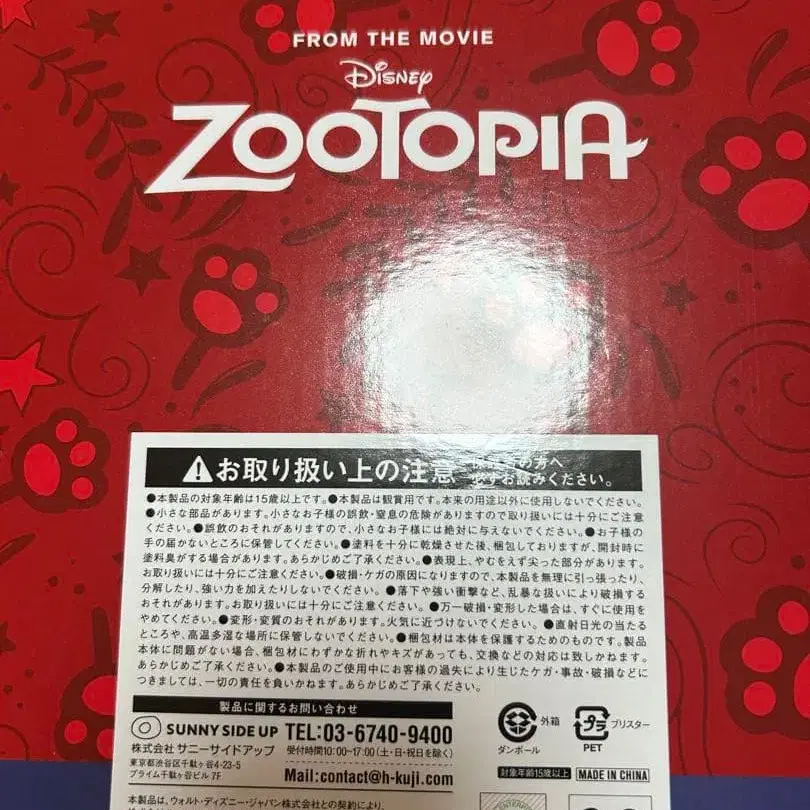 FROM THE MOVIE
Disney
ZOOTOPIA
お取り扱い上の注意
必ずお読みください。
●本製品の対象年齢は15歳以上です。●本製品は観賞用です。本来の用途以外に使用しないでください。
●小さな部品があります。小さなお子様の誤飲・窒息の危険がありますので取り扱いには十分にご注意
ください。●誤飲のおそれがありますので、小さなお子様には絶対に与えないでください。●お子様の
手の届かないところに保管してください。●塗料を十分に乾燥させた後、梱包しておりますが、開封時に
塗料臭がする場合があります。あらかじめご了承ください。●表現上、やむをえず尖った部分があります。
お取り扱いには十分にご注意ください。●破損・ケガの原因になりますので、本製品を無理に引っ張ったり、
分解したり、強い力を加えたりしないでください。●落下や強い衝撃など、乱暴な扱いにより破損する
おそれがあります。お取り扱いには十分にご注意ください。●万一破損・変形した場合は、すぐに使用を
やめてください。●変形・変質のおそれがあります。火気に近づけないでください。●直射日光の当たる
ところや、高温多湿な場所に保管しないでください。●梱包材は本体を保護するためのものです。製品
本体に問題がない場合、梱包材にわずかな折れやキズがあっても、交換などの対応は致しかねます。
あらかじめご了承ください。●本製品のご使用中にお客様の過失により生じたケガ・事故・破損などに
つきましては、一切の責任を負いかねます。あらかじめご了承ください。
製品に関するお問い合わせ
SUNNY SIDE UP
株式会社 サニーサイドアップ
東京都渋谷区千駄ヶ谷4-23-5
プライム千駄ヶ谷ビル 7F
TEL:03-6740-9400
受付時間10:00~17:00(土・日・祝日を除く)
Mail:contact@h-kuji.com
外箱
ダンボール
プラ
ブリスター
PET
対象年齢15歳以上
MADE IN CHINA
本製品は、ウォルト・ディズニー・ジャパン株式会社との契約により、